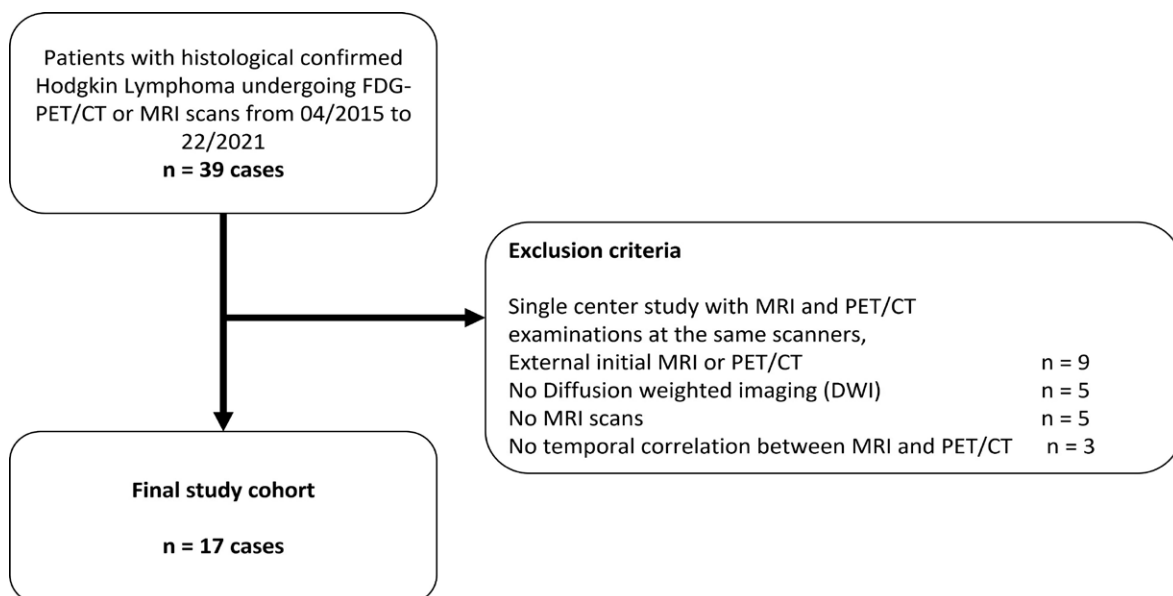 Patients with histological confirmed
Hodgkin Lymphoma undergoing FDG-
PET/CT or MRI scans from 04/2015 to
22/2021
n = 39 cases
Exclusion criteria
Single center study with MRI and PET/CT
examinations at the same scanners,
External initial MRI or PET/CT n = 9
No Diffusion weighted imaging (DWI) n = 5
No MRI scans n = 5
No temporal correlation between MRI and PET/CT n = 3
Final study cohort
n = 17 cases